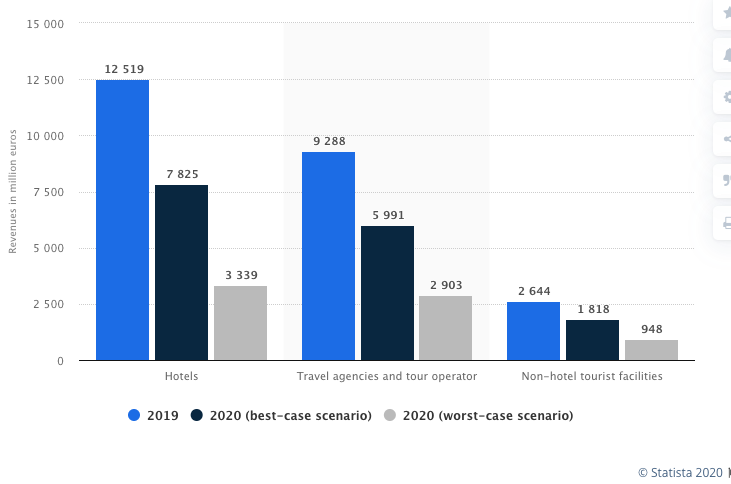 15 000
12 519
12 500
10 000
9 288
7 825
7 500
5 991
5 000
3 339
2 903
2 644
2 500
1 818
948
0
Revenues in million euros
Hotels
Travel agencies and tour operator
Non-hotel tourist facilities
2019
2020 (best-case scenario)
2020 (worst-case scenario)
© Statista 2020